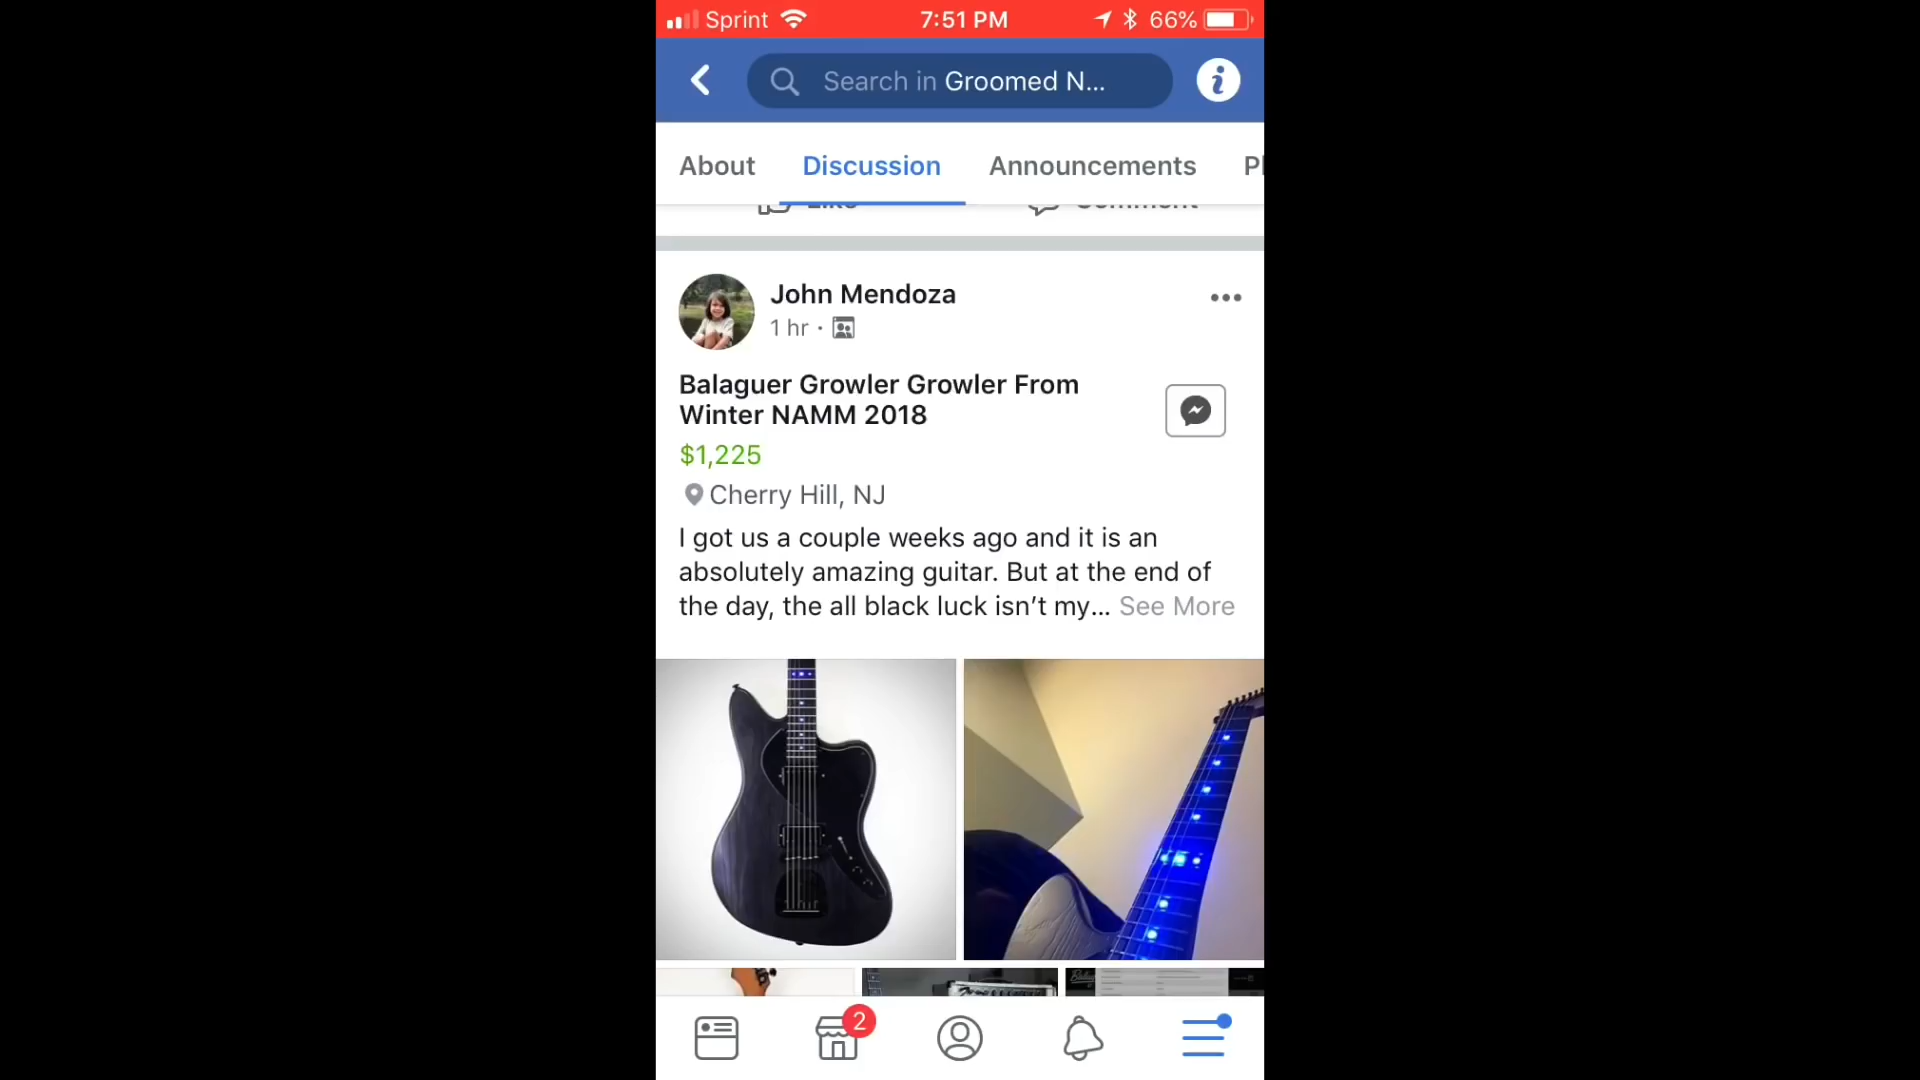 Sprint 7:51 PM 66%
Search in Groomed N...
About Discussion Announcements
Like Comment
John Mendoza
1 hr ·
Balaguer Growler Growler From
Winter NAMM 2018
$1,225
Cherry Hill, NJ
I got us a couple weeks ago and it is an
absolutely amazing guitar. But at the end of
the day, the all black luck isn’t my... See More
2